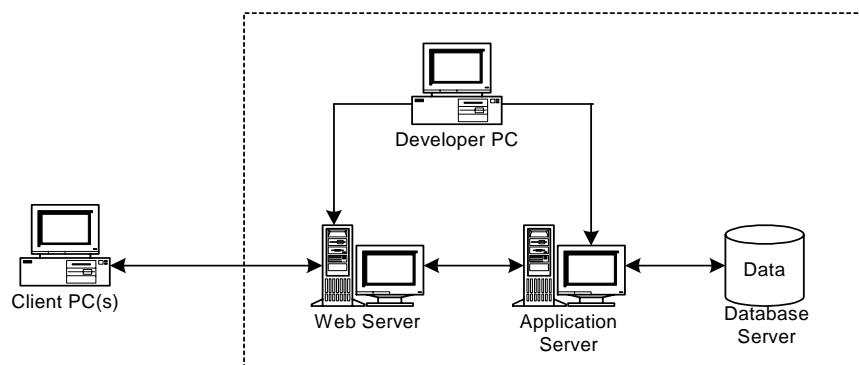 Developer PC
Client PC(s)
Web Server
Application
Server
Data
Database
Server